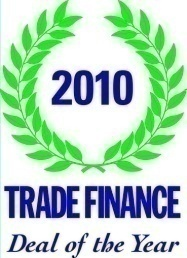 2010
TRADE FINANCE
Deal of the Year